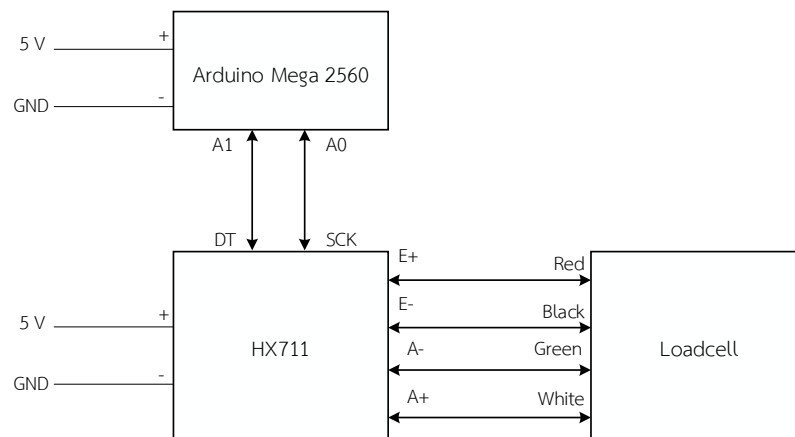 5 V
+
Arduino Mega 2560
GND
-
A1
A0
DT
SCK
E+
Red
E-
Black
5 V
+
HX711
A-
Green
Loadcell
GND
-
A+
White